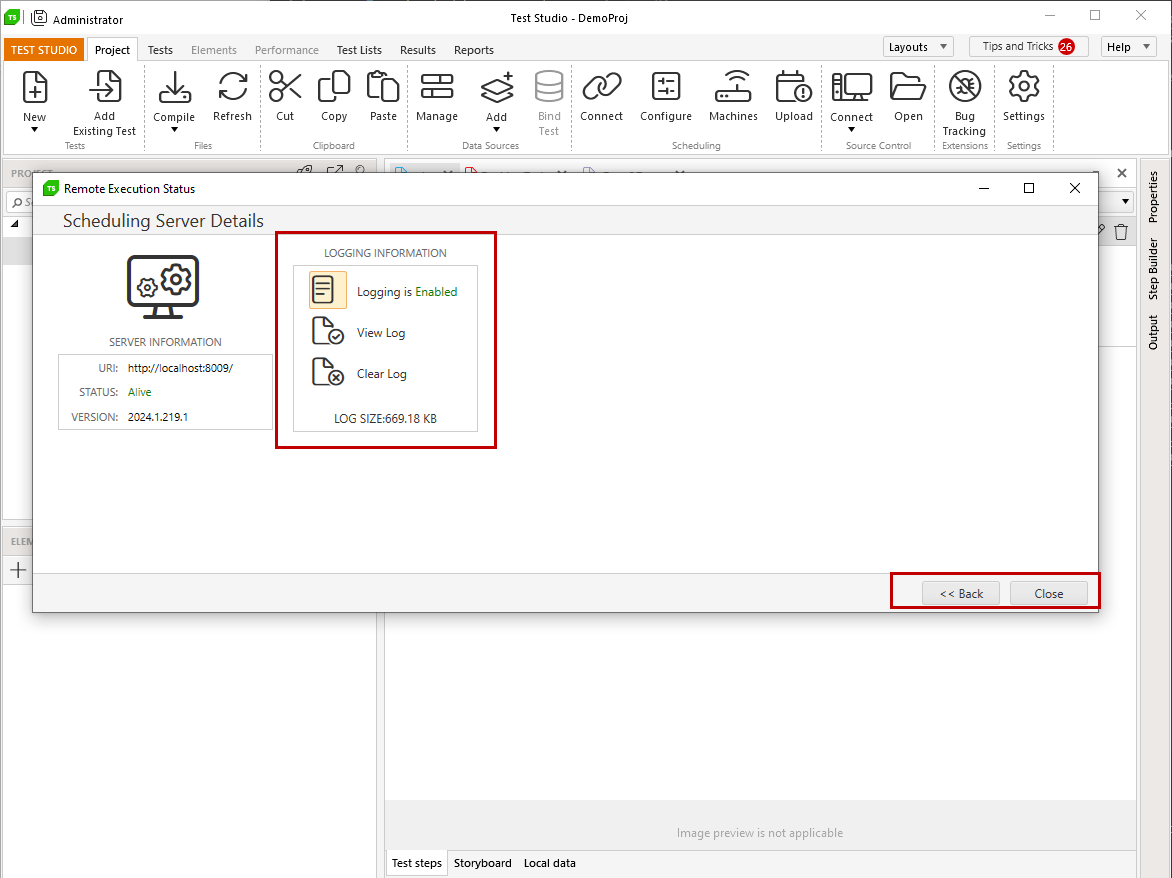 TS
Administrator
Test Studio - DemoProj
TEST STUDIO
Project
Tests
Elements
Performance
Test Lists
Results
Reports
Layouts
Tips and Tricks 26
Help
New
Add
Existing Test
Compile
Refresh
Cut
Copy
Paste
Manage
Add
Bind
Test
Connect
Configure
Machines
Upload
Connect
Open
Bug
Tracking
Settings
Tests
Files
Clipboard
Data Sources
Scheduling
Source Control
Extensions
Settings
TS
Remote Execution Status
Scheduling Server Details
SERVER INFORMATION
URI: http://localhost:8009/
STATUS: Alive
VERSION: 2024.1.219.1
LOGGING INFORMATION
Logging is Enabled
View Log
Clear Log
LOG SIZE:669.18 KB
<< Back
Close
Properties
Step Builder
Output
Image preview is not applicable
Test steps
Storyboard
Local data